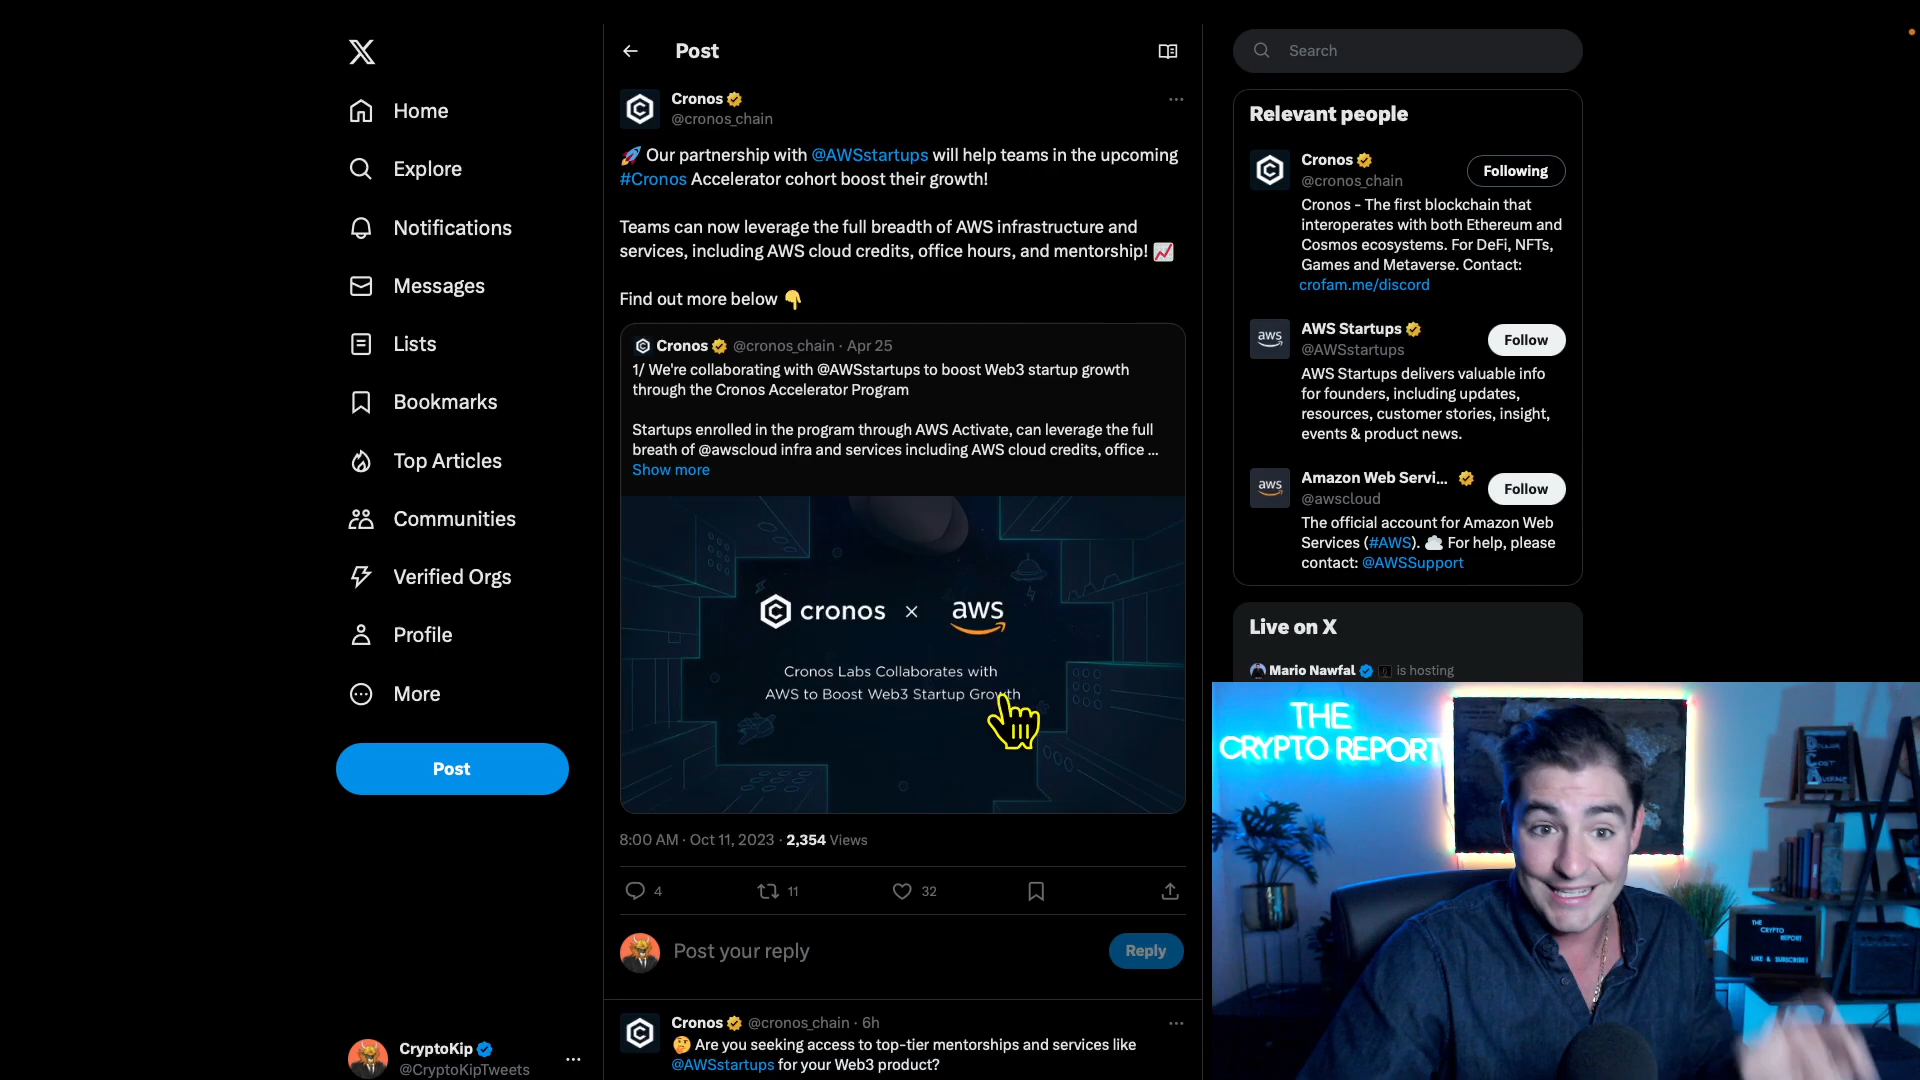 Home
Explore
Notifications
Messages
Lists
Bookmarks
Top Articles
Communities
Verified Orgs
Profile
More
Post
CryptoKip
@CryptoKipTweets
Post
Cronos
@cronos_chain
🚀 Our partnership with @AWSstartups will help teams in the upcoming
#Cronos Accelerator cohort boost their growth!
Teams can now leverage the full breadth of AWS infrastructure and
services, including AWS cloud credits, office hours, and mentorship! 📈
Find out more below 👇
Cronos @cronos_chain · Apr 25
1/ We're collaborating with @AWSstartups to boost Web3 startup growth
through the Cronos Accelerator Program
Startups enrolled in the program through AWS Activate, can leverage the full
breath of @awscloud infra and services including AWS cloud credits, office ...
Show more
cronos × aws
Cronos Labs Collaborates with
AWS to Boost Web3 Startup Growth
8:00 AM · Oct 11, 2023 · 2,354 Views
4 11 32
Post your reply
Reply
Cronos @cronos_chain · 6h
🤔 Are you seeking access to top-tier mentorships and services like
@AWSstartups for your Web3 product?
Search
Relevant people
Cronos
@cronos_chain
Following
Cronos - The first blockchain that
interoperates with both Ethereum and
Cosmos ecosystems. For DeFi, NFTs,
Games and Metaverse. Contact:
crofam.me/discord
aws
AWS Startups
@AWSstartups
Follow
AWS Startups delivers valuable info
for founders, including updates,
resources, customer stories, insight,
events & product news.
aws
Amazon Web Servi...
@awscloud
Follow
The official account for Amazon Web
Services (#AWS). ☁️ For help, please
contact: @AWSSupport
Live on X
Mario Nawfal is hosting
THE
CRYPTO REPORT
DOLLAR
COST
AVERAGE
THE
CRYPTO
REPORT
LIKE & SUBSCRIBE!